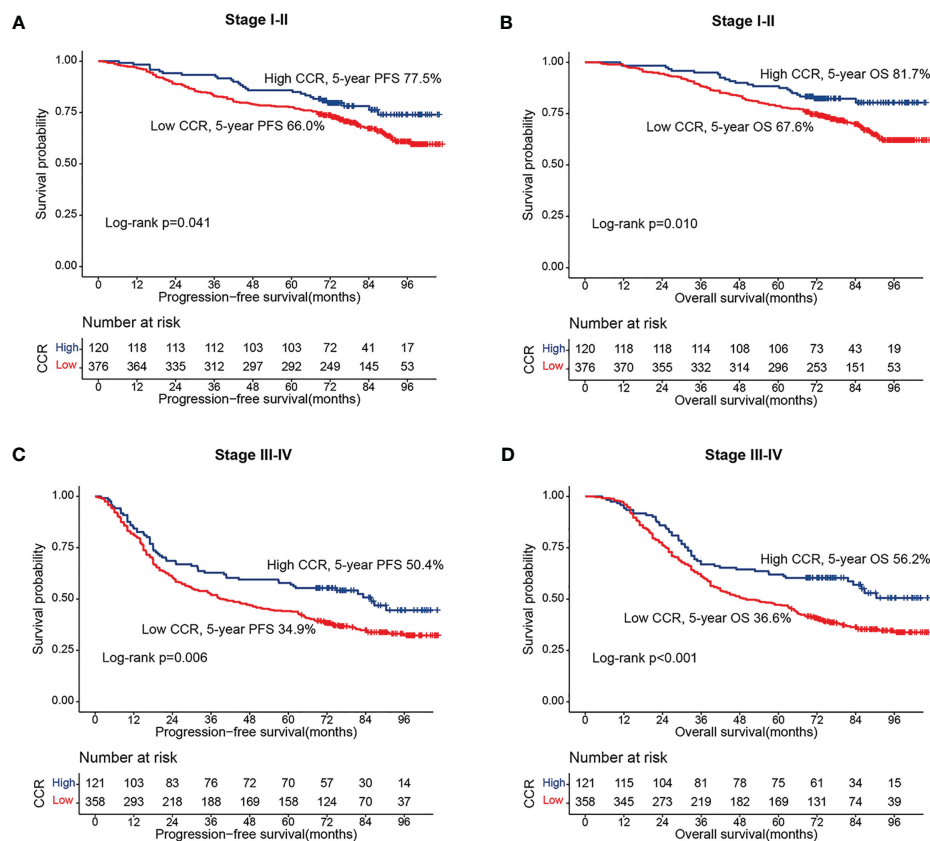 A
Stage I-II
1.00
0.75
0.50
0.25
0.00
Survival probability
High CCR, 5-year PFS 77.5%
Low CCR, 5-year PFS 66.0%
Log-rank p=0.041
0 12 24 36 48 60 72 84 96
Progression-free survival(months)
Number at risk
CCR
High 120 118 113 112 103 103 72 41 17
Low 376 364 335 312 297 292 249 145 53
0 12 24 36 48 60 72 84 96
Progression-free survival(months)
B
Stage I-II
1.00
0.75
0.50
0.25
0.00
Survival probability
High CCR, 5-year OS 81.7%
Low CCR, 5-year OS 67.6%
Log-rank p=0.010
0 12 24 36 48 60 72 84 96
Overall survival(months)
Number at risk
CCR
High 120 118 118 114 108 106 73 43 19
Low 376 370 355 332 314 296 253 151 53
0 12 24 36 48 60 72 84 96
Overall survival(months)
C
Stage III-IV
1.00
0.75
0.50
0.25
0.00
Survival probability
High CCR, 5-year PFS 50.4%
Low CCR, 5-year PFS 34.9%
Log-rank p=0.006
0 12 24 36 48 60 72 84 96
Progression-free survival(months)
Number at risk
CCR
High 121 103 83 76 72 70 57 30 14
Low 358 293 218 188 169 158 124 70 37
0 12 24 36 48 60 72 84 96
Progression-free survival(months)
D
Stage III-IV
1.00
0.75
0.50
0.25
0.00
Survival probability
High CCR, 5-year OS 56.2%
Low CCR, 5-year OS 36.6%
Log-rank p<0.001
0 12 24 36 48 60 72 84 96
Overall survival(months)
Number at risk
CCR
High 121 115 104 81 78 75 61 34 15
Low 358 345 273 219 182 169 131 74 39
0 12 24 36 48 60 72 84 96
Overall survival(months)